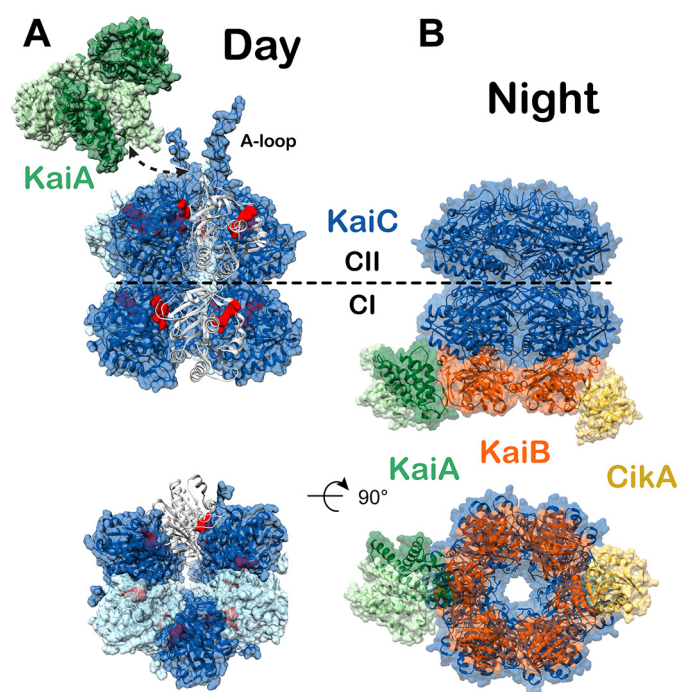 A
Day
A-loop
KaiA
B
Night
KaiC
CII
CI
KaiA
KaiB
CikA
90°